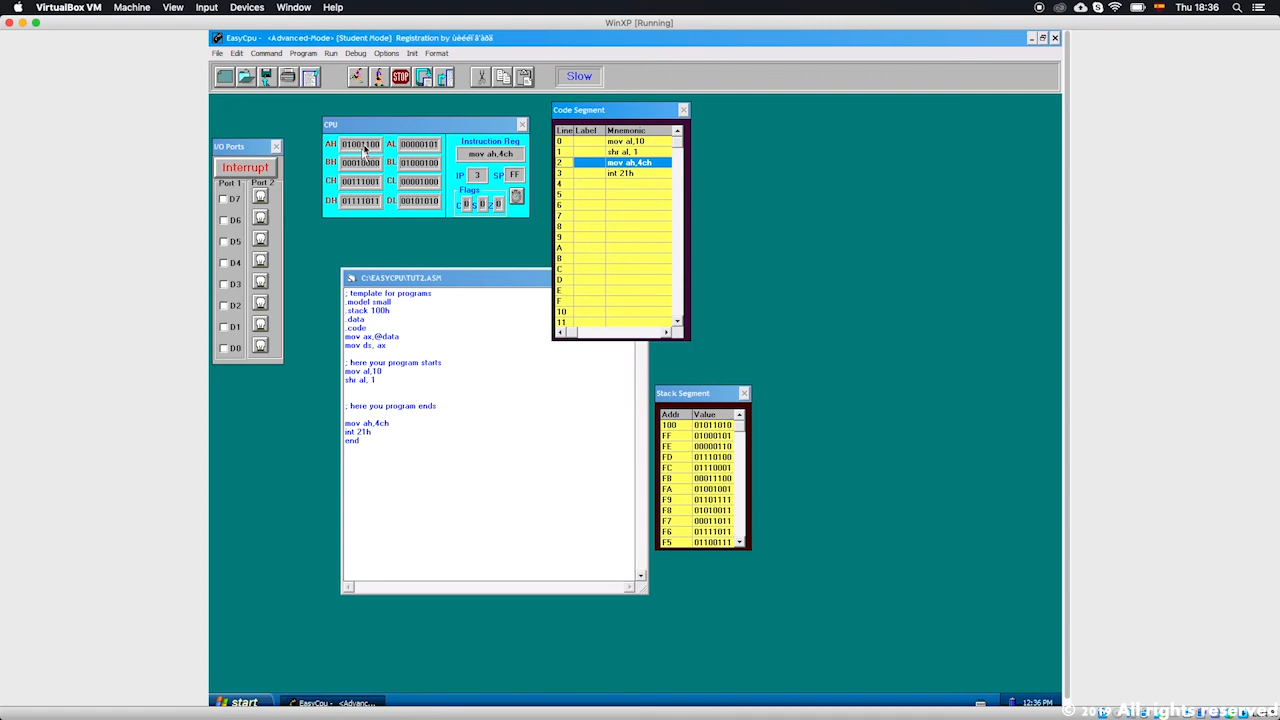 VirtualBox VM Machine View Input Devices Window Help
Thu 18:36
WinXP [Running]
EasyCpu - <Advanced-Mode> [Student Mode] Registration by ùéééî ã'àõã
File Edit Command Program Run Debug Options Init Format
STOP
Slow
I/O Ports
Interrupt
Port 1 Port 2
D7
D6
D5
D4
D3
D2
D1
D0
CPU
AH 01001100 AL 00000101
BH 00010000 BL 01000100
CH 00111001 CL 00001000
DH 01111011 DL 00101010
Instruction Reg
mov ah,4ch
IP 3 SP FF
Flags
C 0 S 0 Z 0
Code Segment
Line Label Mnemonic
0 mov al,10
1 shr al, 1
2 mov ah,4ch
3 int 21h
4
5
6
7
8
9
A
B
C
D
E
F
10
11
C:\EASYCPU\TUT2.ASM
; template for programs
.model small
.stack 100h
.data
.code
mov ax,@data
mov ds, ax
; here your program starts
mov al,10
shr al, 1
; here you program ends
mov ah,4ch
int 21h
end
Stack Segment
Addr Value
100 01011010
FF 01000101
FE 00000110
FD 01110100
FC 01110001
FB 00011100
FA 01001001
F9 01101111
F8 01010011
F7 00011011
F6 01111011
F5 01100111
start
EasyCpu - <Advanc...
12:36 PM
All rights reserved